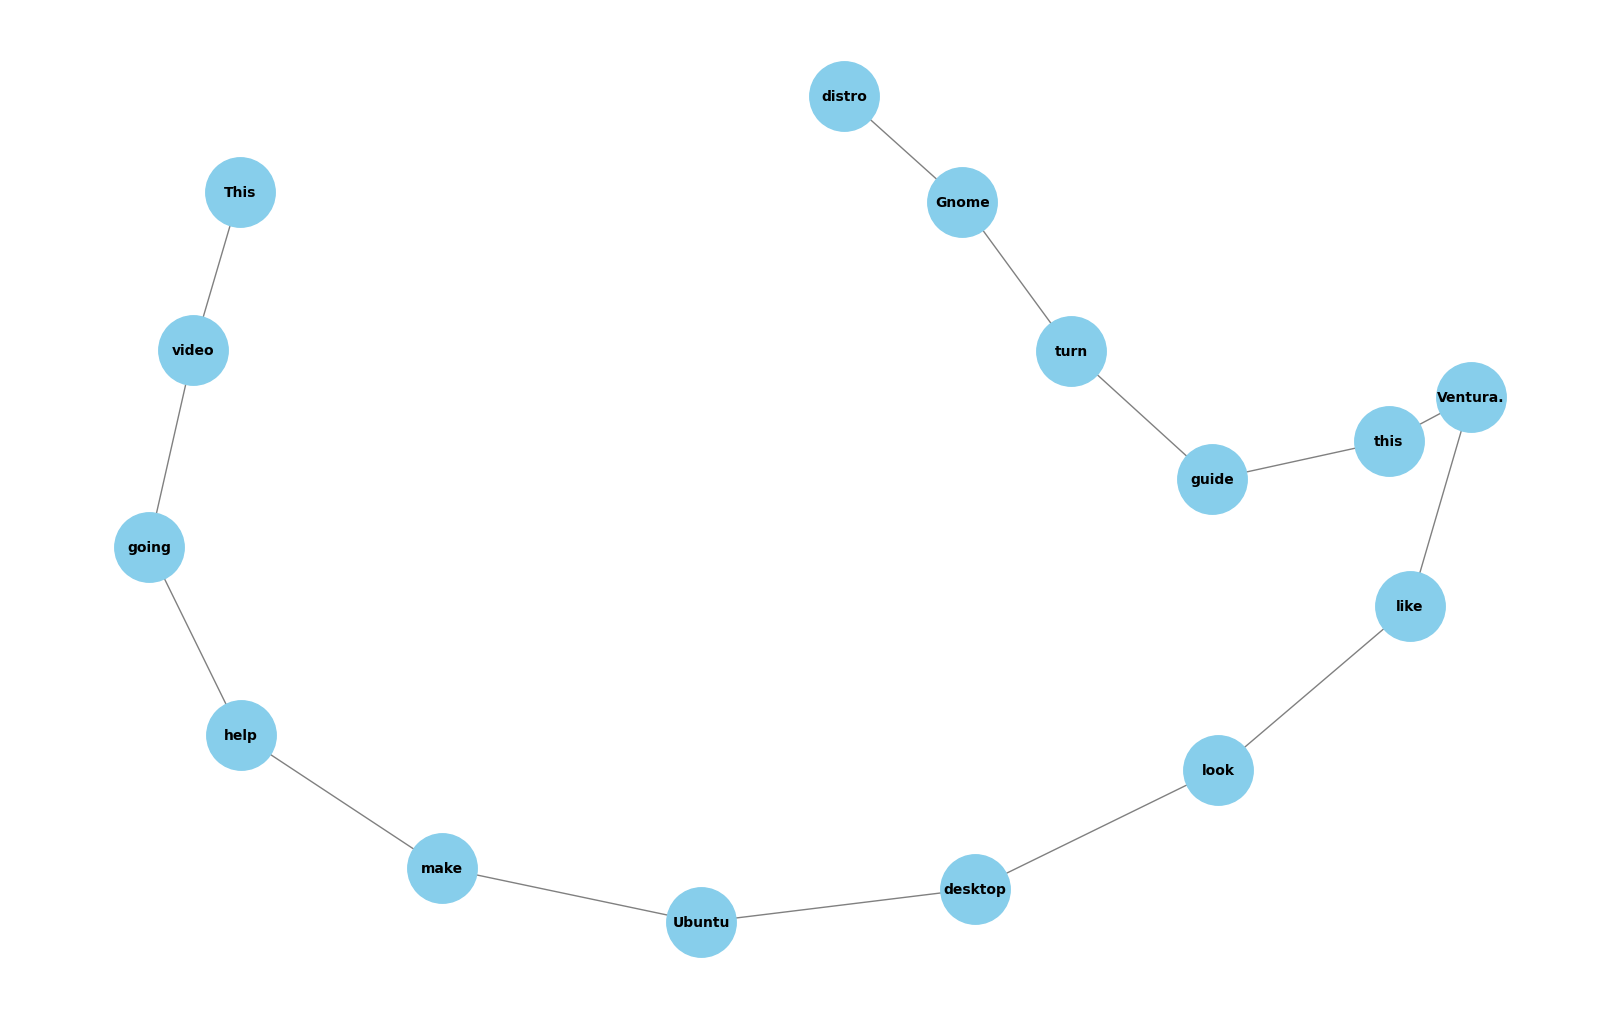 This
video
going
help
make
Ubuntu
desktop
look
like
Ventura.
this
guide
turn
Gnome
distro